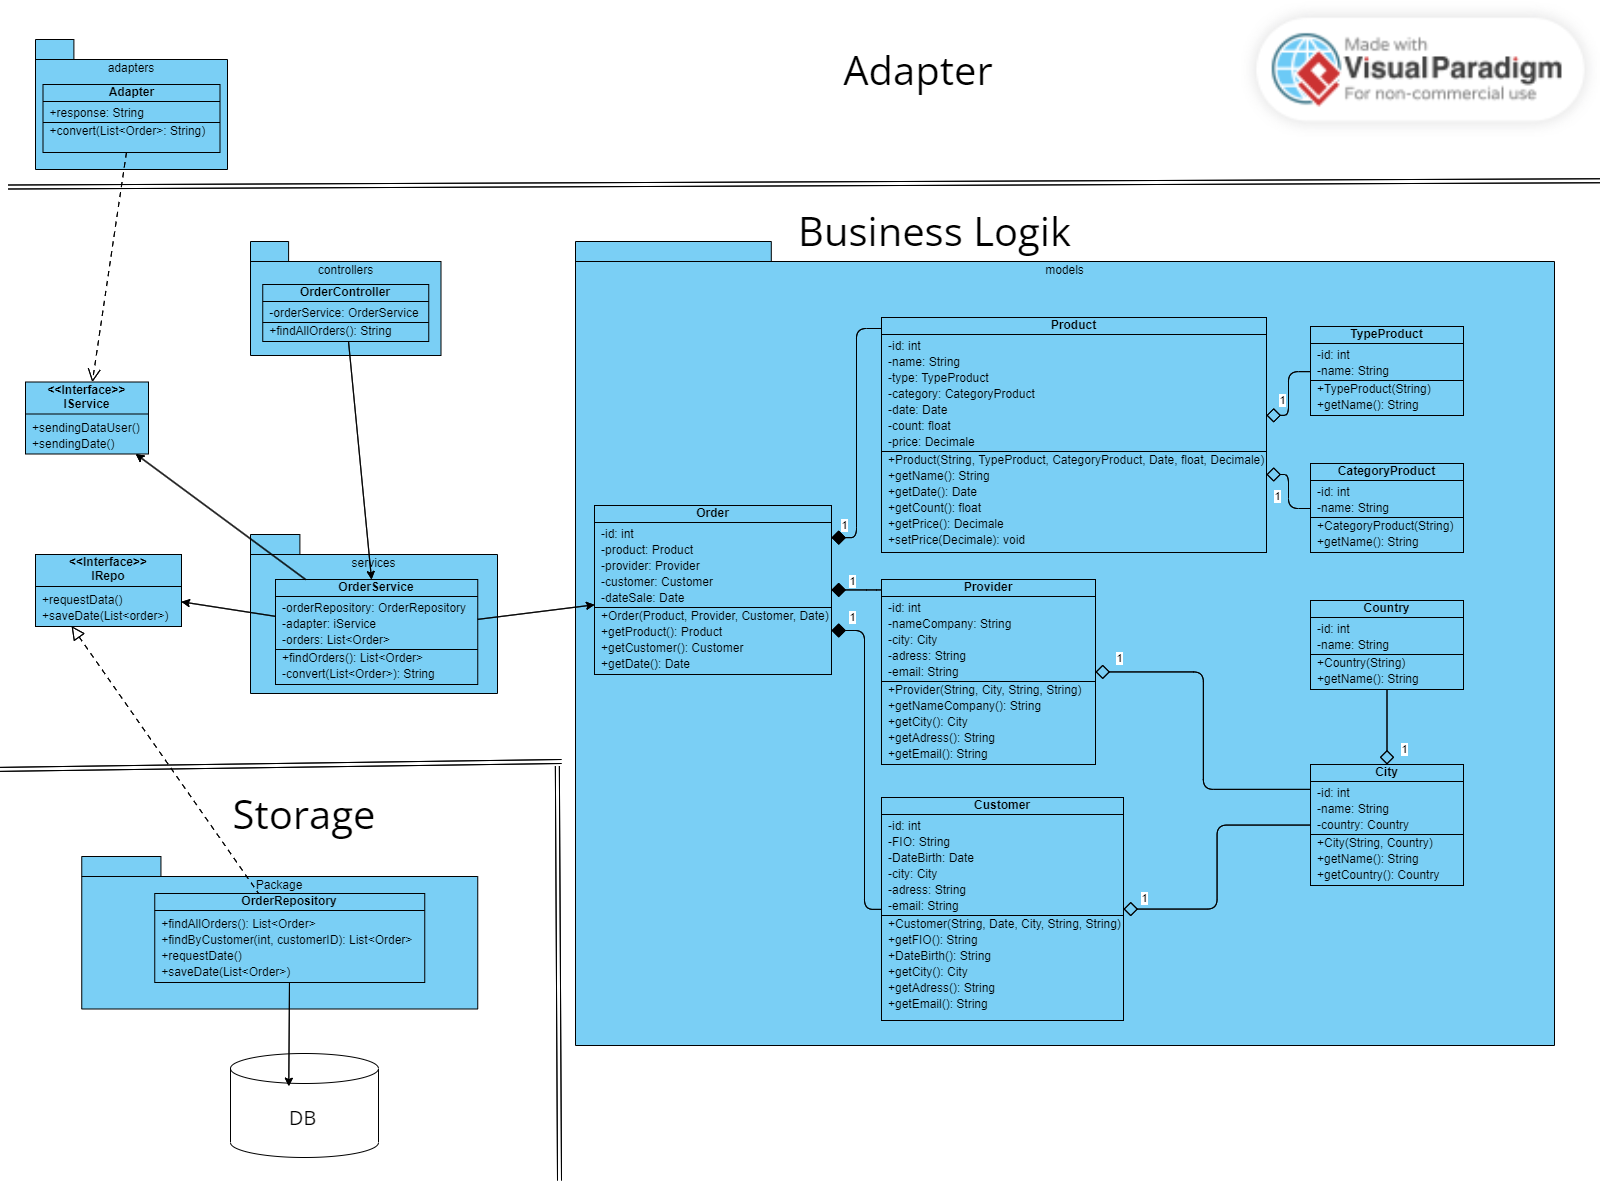 Adapter
Made with
VisualParadigm
For non-commercial use
adapters
Adapter
+response: String
+convert(List<Order>: String)
Business Logik
controllers
OrderController
-orderService: OrderService
+findAllOrders(): String
<<Interface>>
IService
+sendingDataUser()
+sendingDate()
<<Interface>>
IRepo
+requestData()
+saveDate(List<order>)
services
OrderService
-orderRepository: OrderRepository
-adapter: iService
-orders: List<Order>
+findOrders(): List<Order>
-convert(List<Order>): String
models
Order
-id: int
-product: Product
-provider: Provider
-customer: Customer
-dateSale: Date
+Order(Product, Provider, Customer, Date)
+getProduct(): Product
+getCustomer(): Customer
+getDate(): Date
1
1
1
Product
-id: int
-name: String
-type: TypeProduct
-category: CategoryProduct
-date: Date
-count: float
-price: Decimale
+Product(String, TypeProduct, CategoryProduct, Date, float, Decimale)
+getName(): String
+getDate(): Date
+getCount(): float
+getPrice(): Decimale
+setPrice(Decimale): void
1
1
TypeProduct
-id: int
-name: String
+TypeProduct(String)
+getName(): String
CategoryProduct
-id: int
-name: String
+CategoryProduct(String)
+getName(): String
Provider
-id: int
-nameCompany: String
-city: City
-adress: String
-email: String
+Provider(String, City, String, String)
+getNameCompany(): String
+getCity(): City
+getAdress(): String
+getEmail(): String
1
Country
-id: int
-name: String
+Country(String)
+getName(): String
1
City
-id: int
-name: String
-country: Country
+City(String, Country)
+getName(): String
+getCountry(): Country
Customer
-id: int
-FIO: String
-DateBirth: Date
-city: City
-adress: String
-email: String
+Customer(String, Date, City, String, String)
+getFIO(): String
+DateBirth(): String
+getCity(): City
+getAdress(): String
+getEmail(): String
1
Storage
Package
OrderRepository
+findAllOrders(): List<Order>
+findByCustomer(int, customerID): List<Order>
+requestDate()
+saveDate(List<Order>)
DB